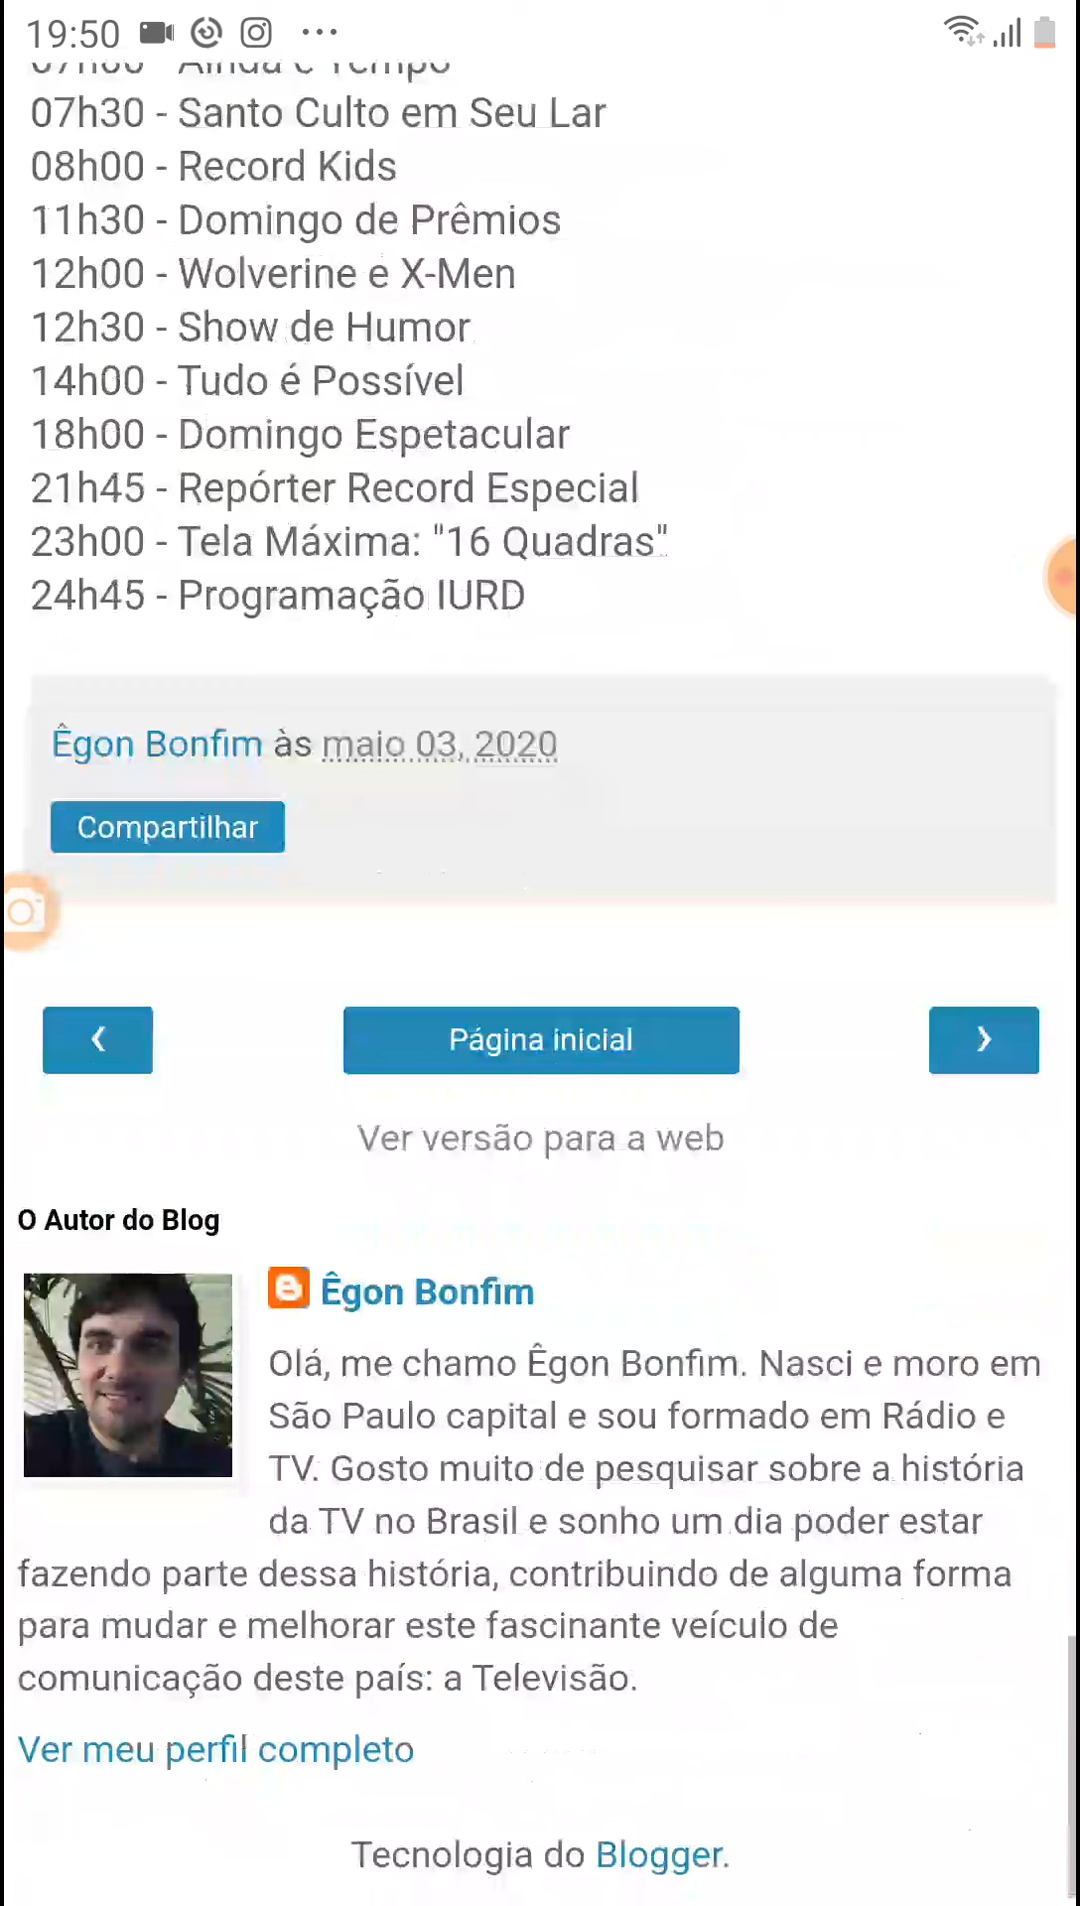 19:50
07h00 - Ainda é Tempo
07h30 - Santo Culto em Seu Lar
08h00 - Record Kids
11h30 - Domingo de Prêmios
12h00 - Wolverine e X-Men
12h30 - Show de Humor
14h00 - Tudo é Possível
18h00 - Domingo Espetacular
21h45 - Repórter Record Especial
23h00 - Tela Máxima: "16 Quadras"
24h45 - Programação IURD
Êgon Bonfim às maio 03, 2020
Compartilhar
‹
Página inicial
›
Ver versão para a web
O Autor do Blog
Êgon Bonfim
Olá, me chamo Êgon Bonfim. Nasci e moro em
São Paulo capital e sou formado em Rádio e
TV. Gosto muito de pesquisar sobre a história
da TV no Brasil e sonho um dia poder estar
fazendo parte dessa história, contribuindo de alguma forma
para mudar e melhorar este fascinante veículo de
comunicação deste país: a Televisão.
Ver meu perfil completo
Tecnologia do Blogger.